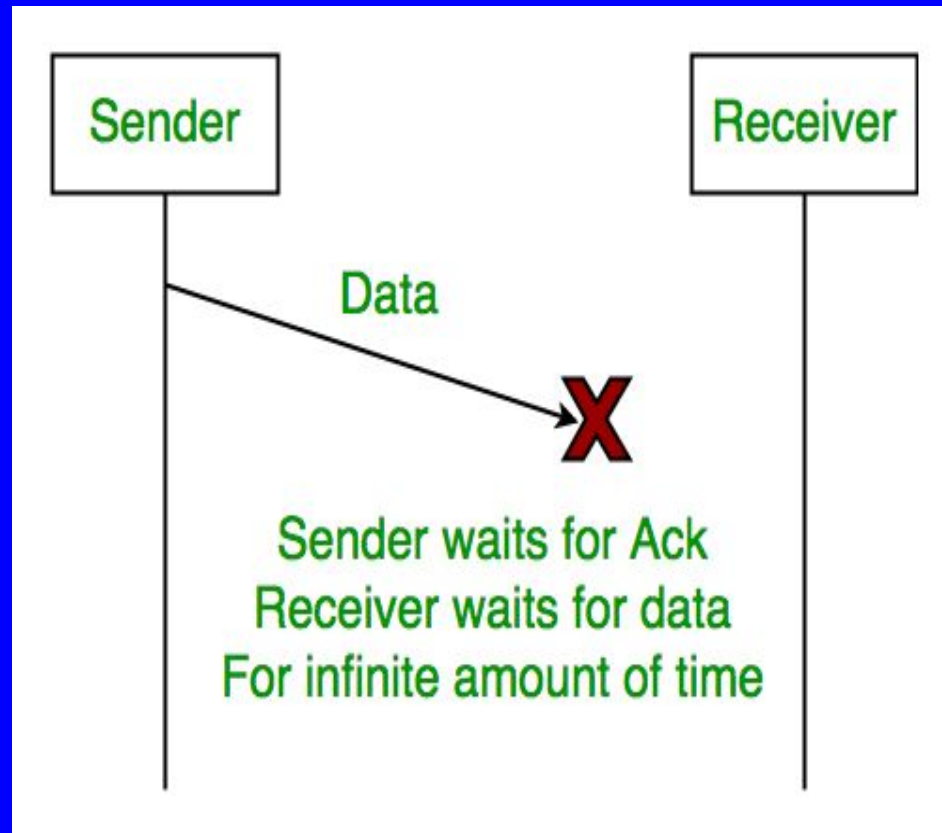 Sender
Receiver
Data
X
Sender waits for Ack
Receiver waits for data
For infinite amount of time